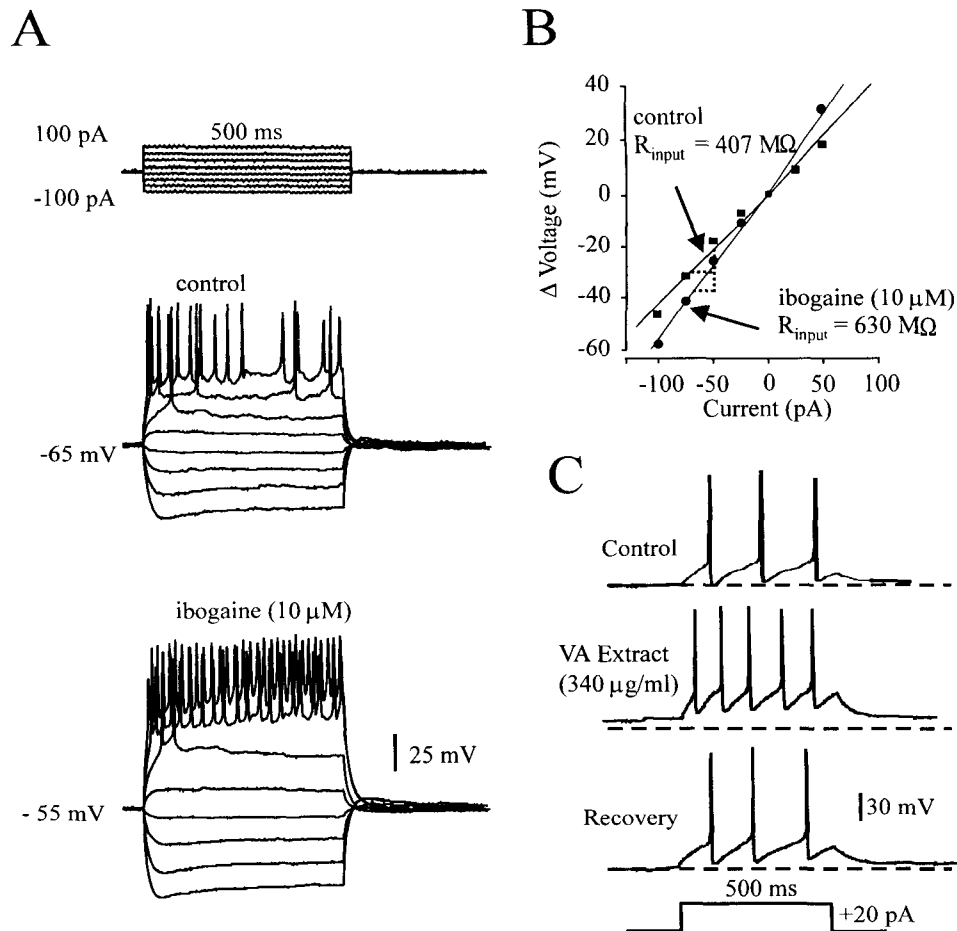 A
100 pA
500 ms
-100 pA
control
-65 mV
ibogaine (10 µM)
25 mV
- 55 mV
B
40
20
0
-20
-40
-60
Δ Voltage (mV)
control
R input = 407 MΩ
ibogaine (10 µM)
R input = 630 MΩ
-100 -50 0 50 100
Current (pA)
C
Control
VA Extract
(340 µg/ml)
Recovery
30 mV
500 ms
+20 pA